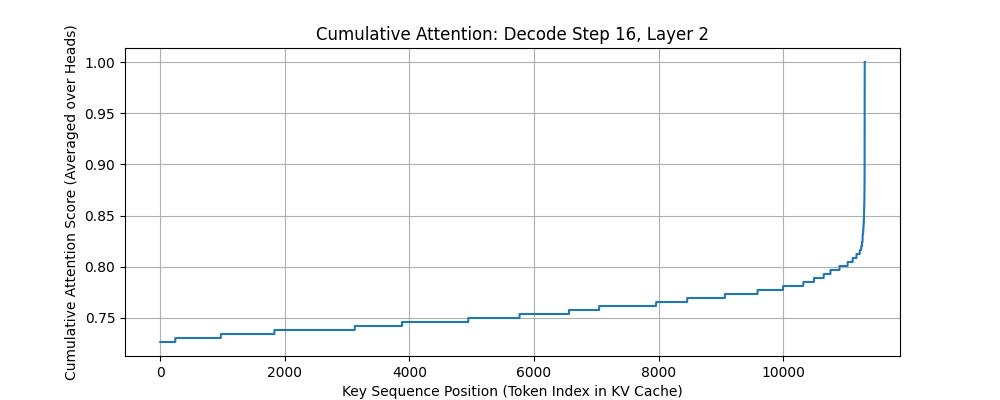 Cumulative Attention: Decode Step 16, Layer 2
Cumulative Attention Score (Averaged over Heads)
1.00
0.95
0.90
0.85
0.80
0.75
0 2000 4000 6000 8000 10000
Key Sequence Position (Token Index in KV Cache)